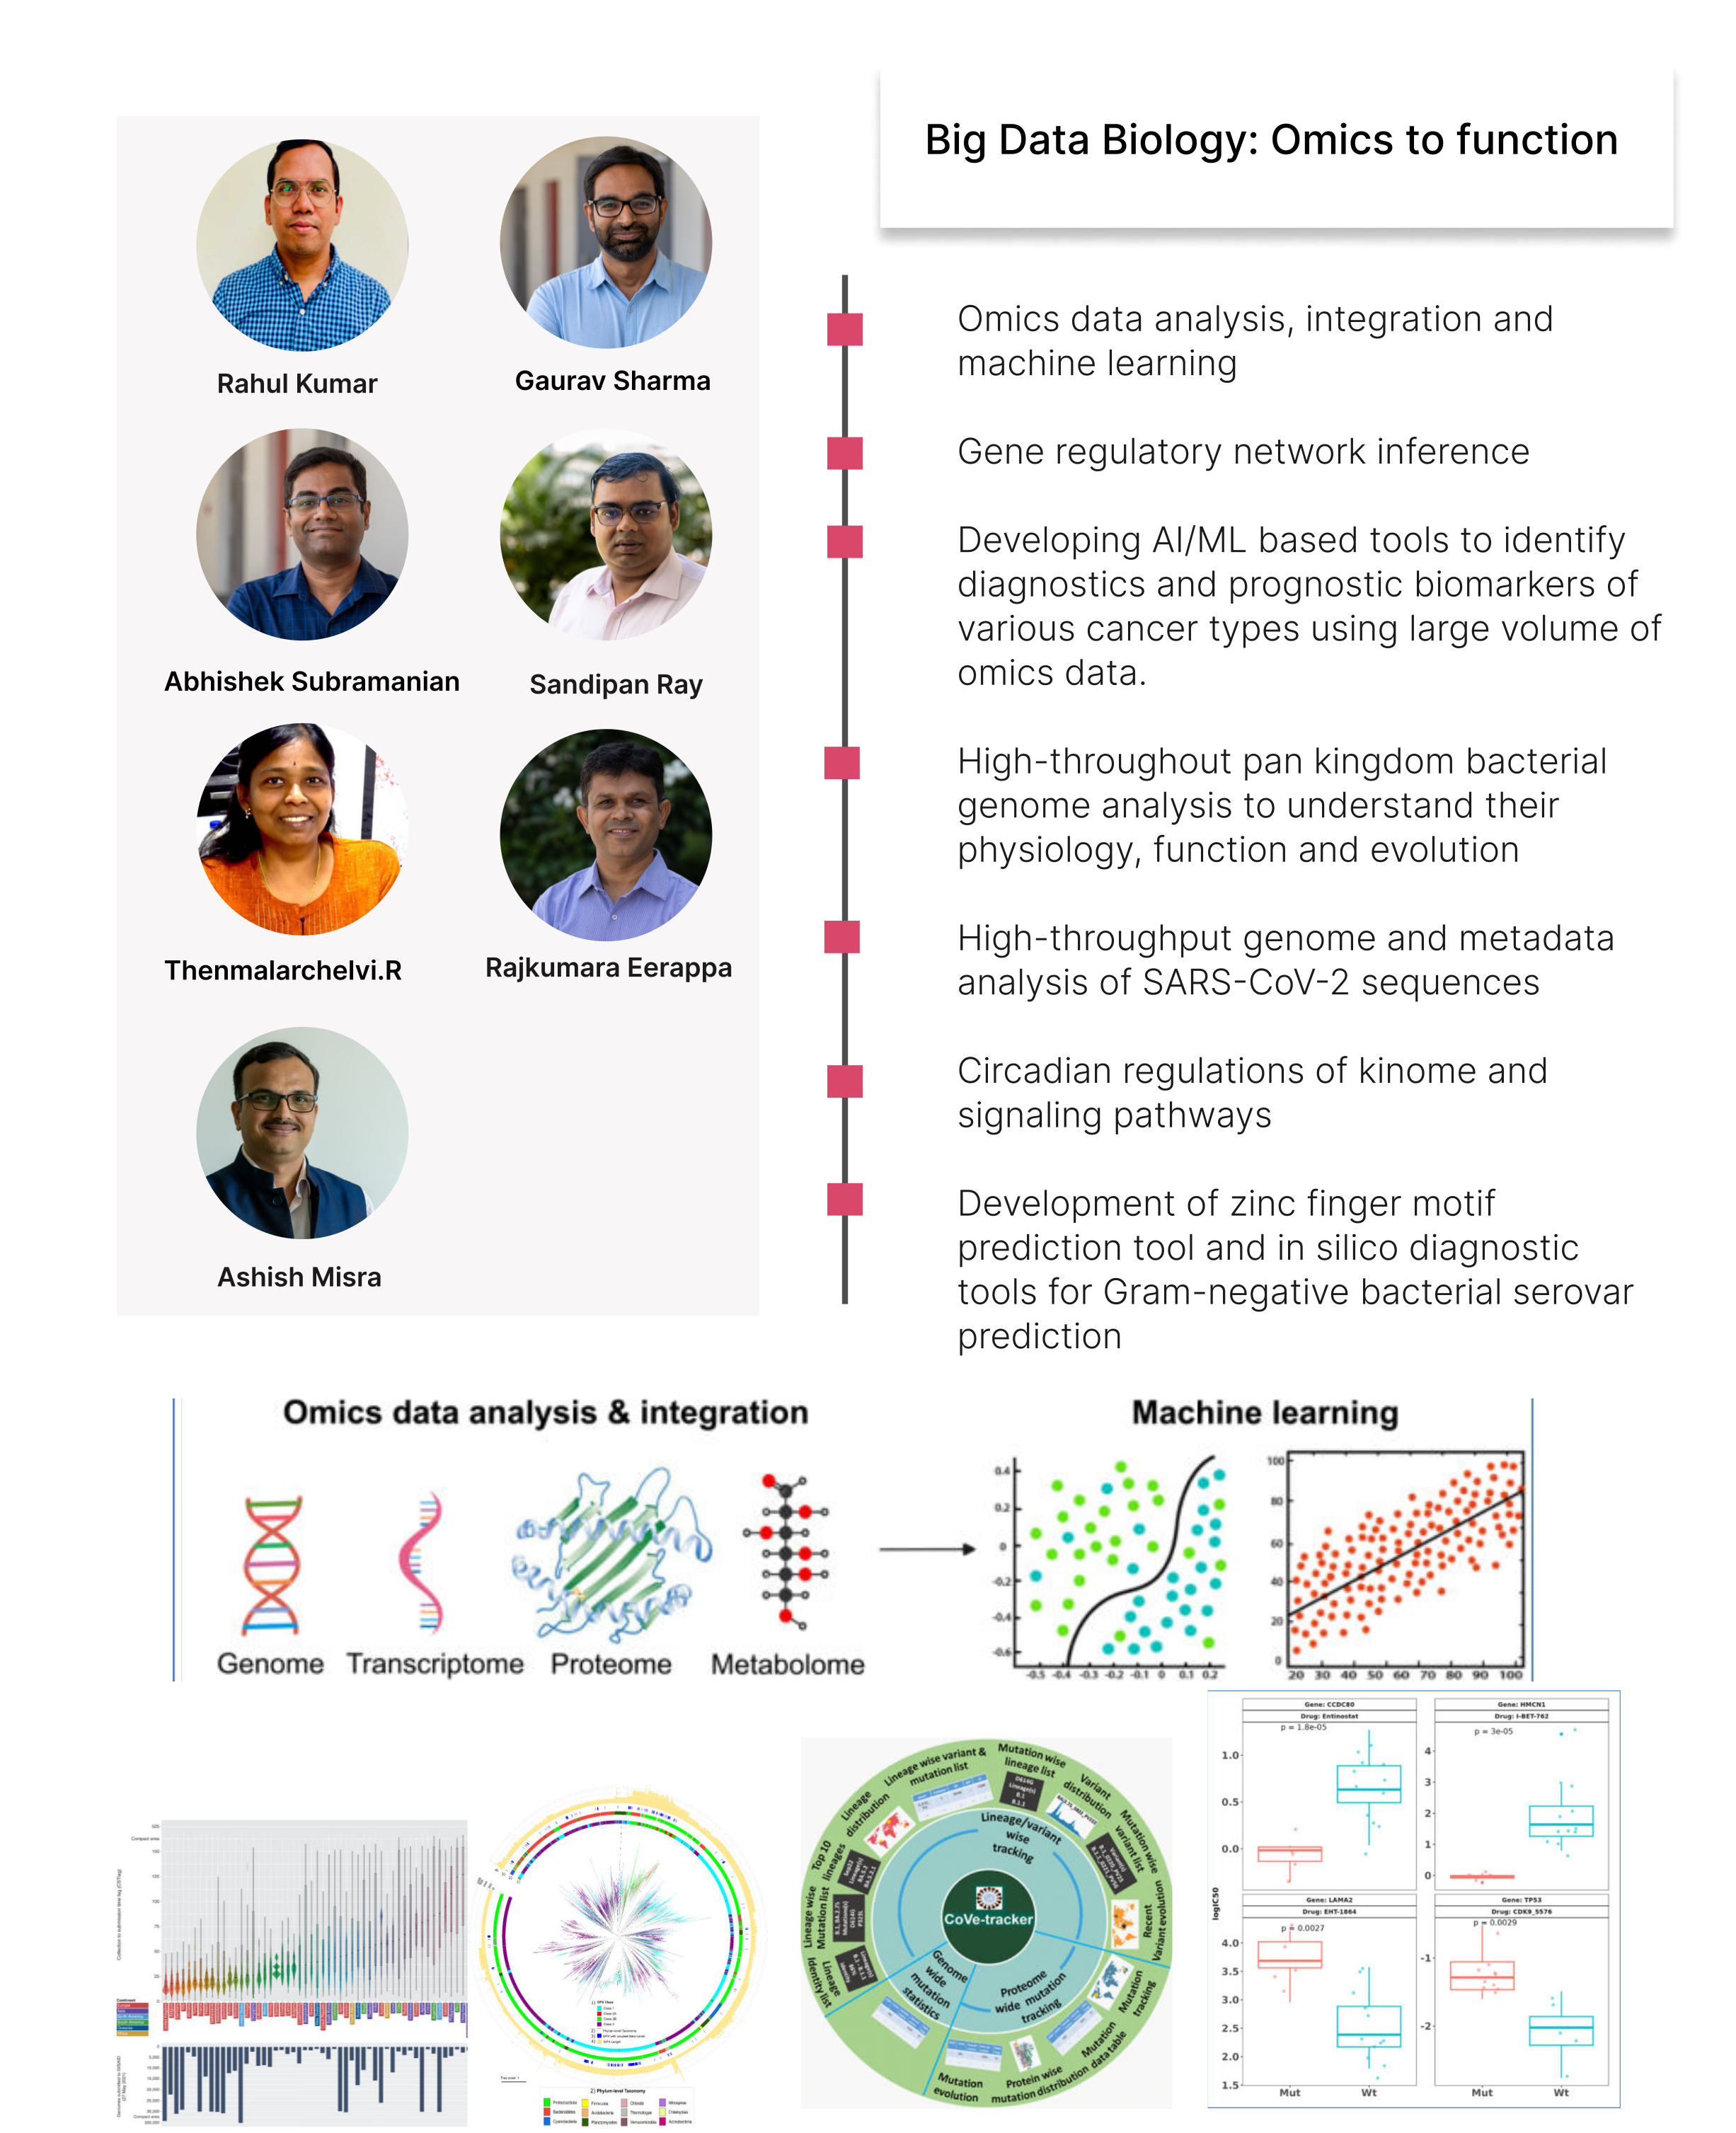 Big Data Biology: Omics to function
Rahul Kumar
Gaurav Sharma
Abhishek Subramanian
Sandipan Ray
Thenmalarchelvi.R
Rajkumara Eerappa
Ashish Misra
Omics data analysis, integration and
machine learning
Gene regulatory network inference
Developing AI/ML based tools to identify
diagnostics and prognostic biomarkers of
various cancer types using large volume of
omics data.
High-throughout pan kingdom bacterial
genome analysis to understand their
physiology, function and evolution
High-throughput genome and metadata
analysis of SARS-CoV-2 sequences
Circadian regulations of kinome and
signaling pathways
Development of zinc finger motif
prediction tool and in silico diagnostic
tools for Gram-negative bacterial serovar
prediction
Omics data analysis & integration
Genome
Transcriptome
Proteome
Metabolome
Machine learning
0.4
0.2
0
-0.2
-0.4
-0.6
-0.5 -0.4 -0.3 -0.2 -0.1 0 0.1 0.2
100
80
60
40
20
0
20 30 40 50 60 70 80 90 100
2) Phylum-level Taxonomy
CoVe-tracker
Lineage/variant
wise
tracking
Genome
wide
mutation
statistics
Proteome
wide mutation
tracking
Lineage wise variant &
mutation list
Mutation wise
lineage list
Variant
distribution
Mutation wise
variant list
Recent
Variant evolution
Mutation
tracking
Mutation
data table
Protein wise
mutation distribution
Mutation
evolution
Lineage
identity list
Lineage wise
Mutation list
Top 10
lineages
Lineage
distribution
logIC50
Gene: CCDC80
Drug: Entinostat
p = 1.8e-05
1.0
0.5
0.0
Gene: HMCN1
Drug: I-BET-762
p = 3e-05
4
3
2
1
0
Gene: LAMA2
Drug: EHT-1864
p = 0.0027
4.0
3.5
3.0
2.5
2.0
1.5
Mut
Wt
Gene: TP53
Drug: CDK9_5576
p = 0.0029
-1
-2
Mut
Wt